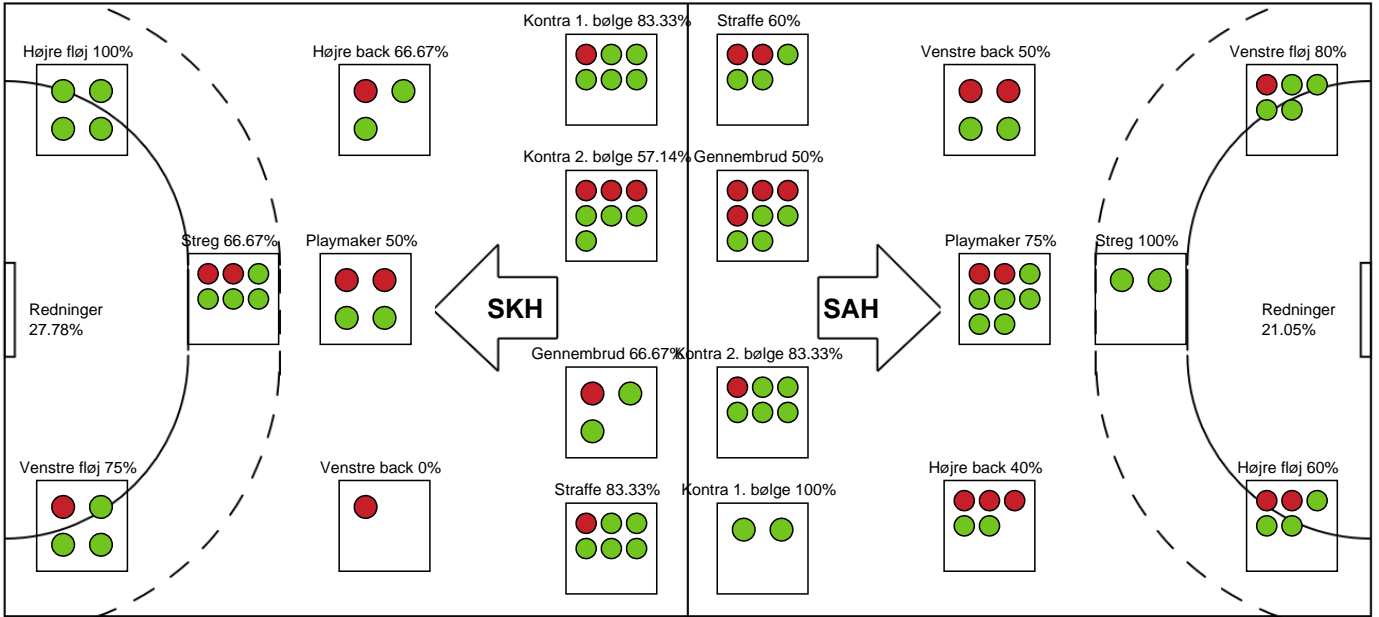 Kontra 1. bølge 83.33%
Straffe 60%
Højre fløj 100%
Højre back 66.67%
Venstre back 50%
Venstre fløj 80%
Kontra 2. bølge 57.14%
Gennembrud 50%
Streg 66.67%
Playmaker 50%
Playmaker 75%
Streg 100%
Redninger
27.78%
SKH
SAH
Redninger
21.05%
Gennembrud 66.67%
Kontra 2. bølge 83.33%
Venstre fløj 75%
Venstre back 0%
Højre back 40%
Højre fløj 60%
Straffe 83.33%
Kontra 1. bølge 100%